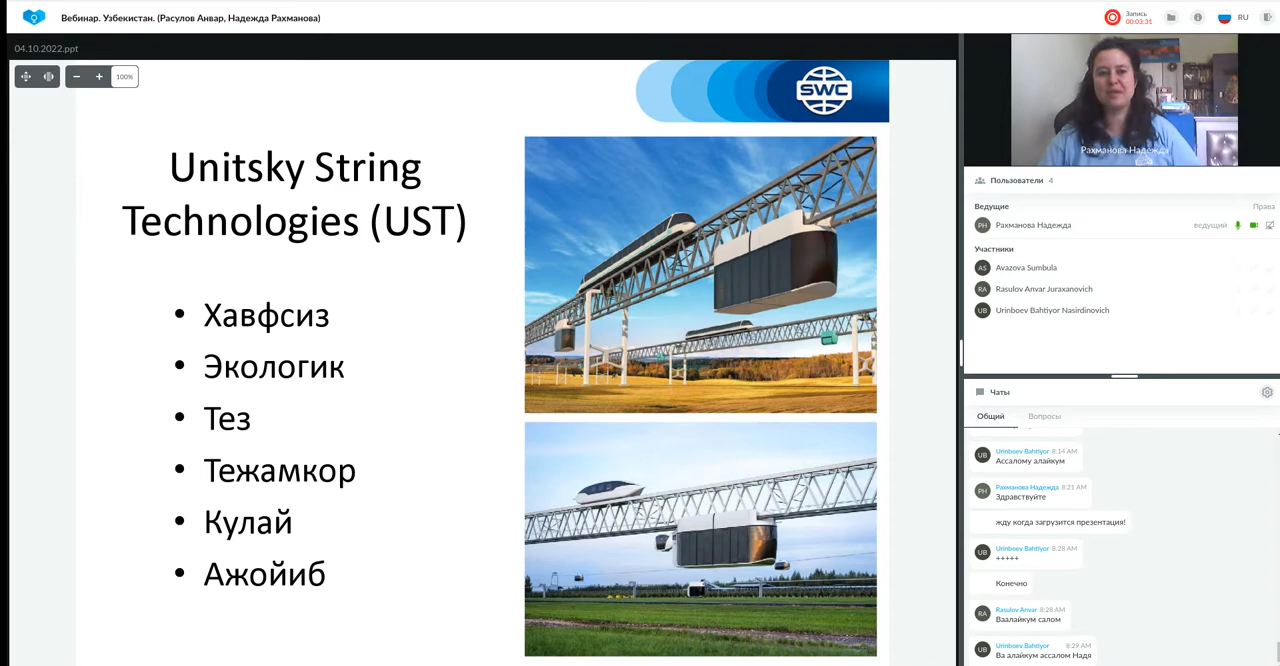 Вебинар. Узбекистан. (Расулов Анвар, Надежда Рахманова)
Запись
00:03:31
RU
04.10.2022.ppt
100%
SWC
Unitsky String
Technologies (UST)
• Хавфсиз
• Экологик
• Тез
• Тежамкор
• Кулай
• Ажойиб
Рахманова Надежда
Пользователи 4
Ведущие Права
РН Рахманова Надежда ведущий
Участники
AS Avazova Sumbula
RA Rasulov Anvar Juraxanovich
UB Urinboev Bahtiyor Nasirdinovich
Чаты
Общий Вопросы
UB Urinboev Bahtiyor 8:14 AM
Ассалому алайкум
РН Рахманова Надежда 8:21 AM
Здравствуйте
жду когда загрузится презентация!
UB Urinboev Bahtiyor 8:28 AM
+++++
Конечно
RA Rasulov Anvar 8:28 AM
Ваалайкум салом
UB Urinboev Bahtiyor 8:29 AM
Ва алайкум ассалом Надя